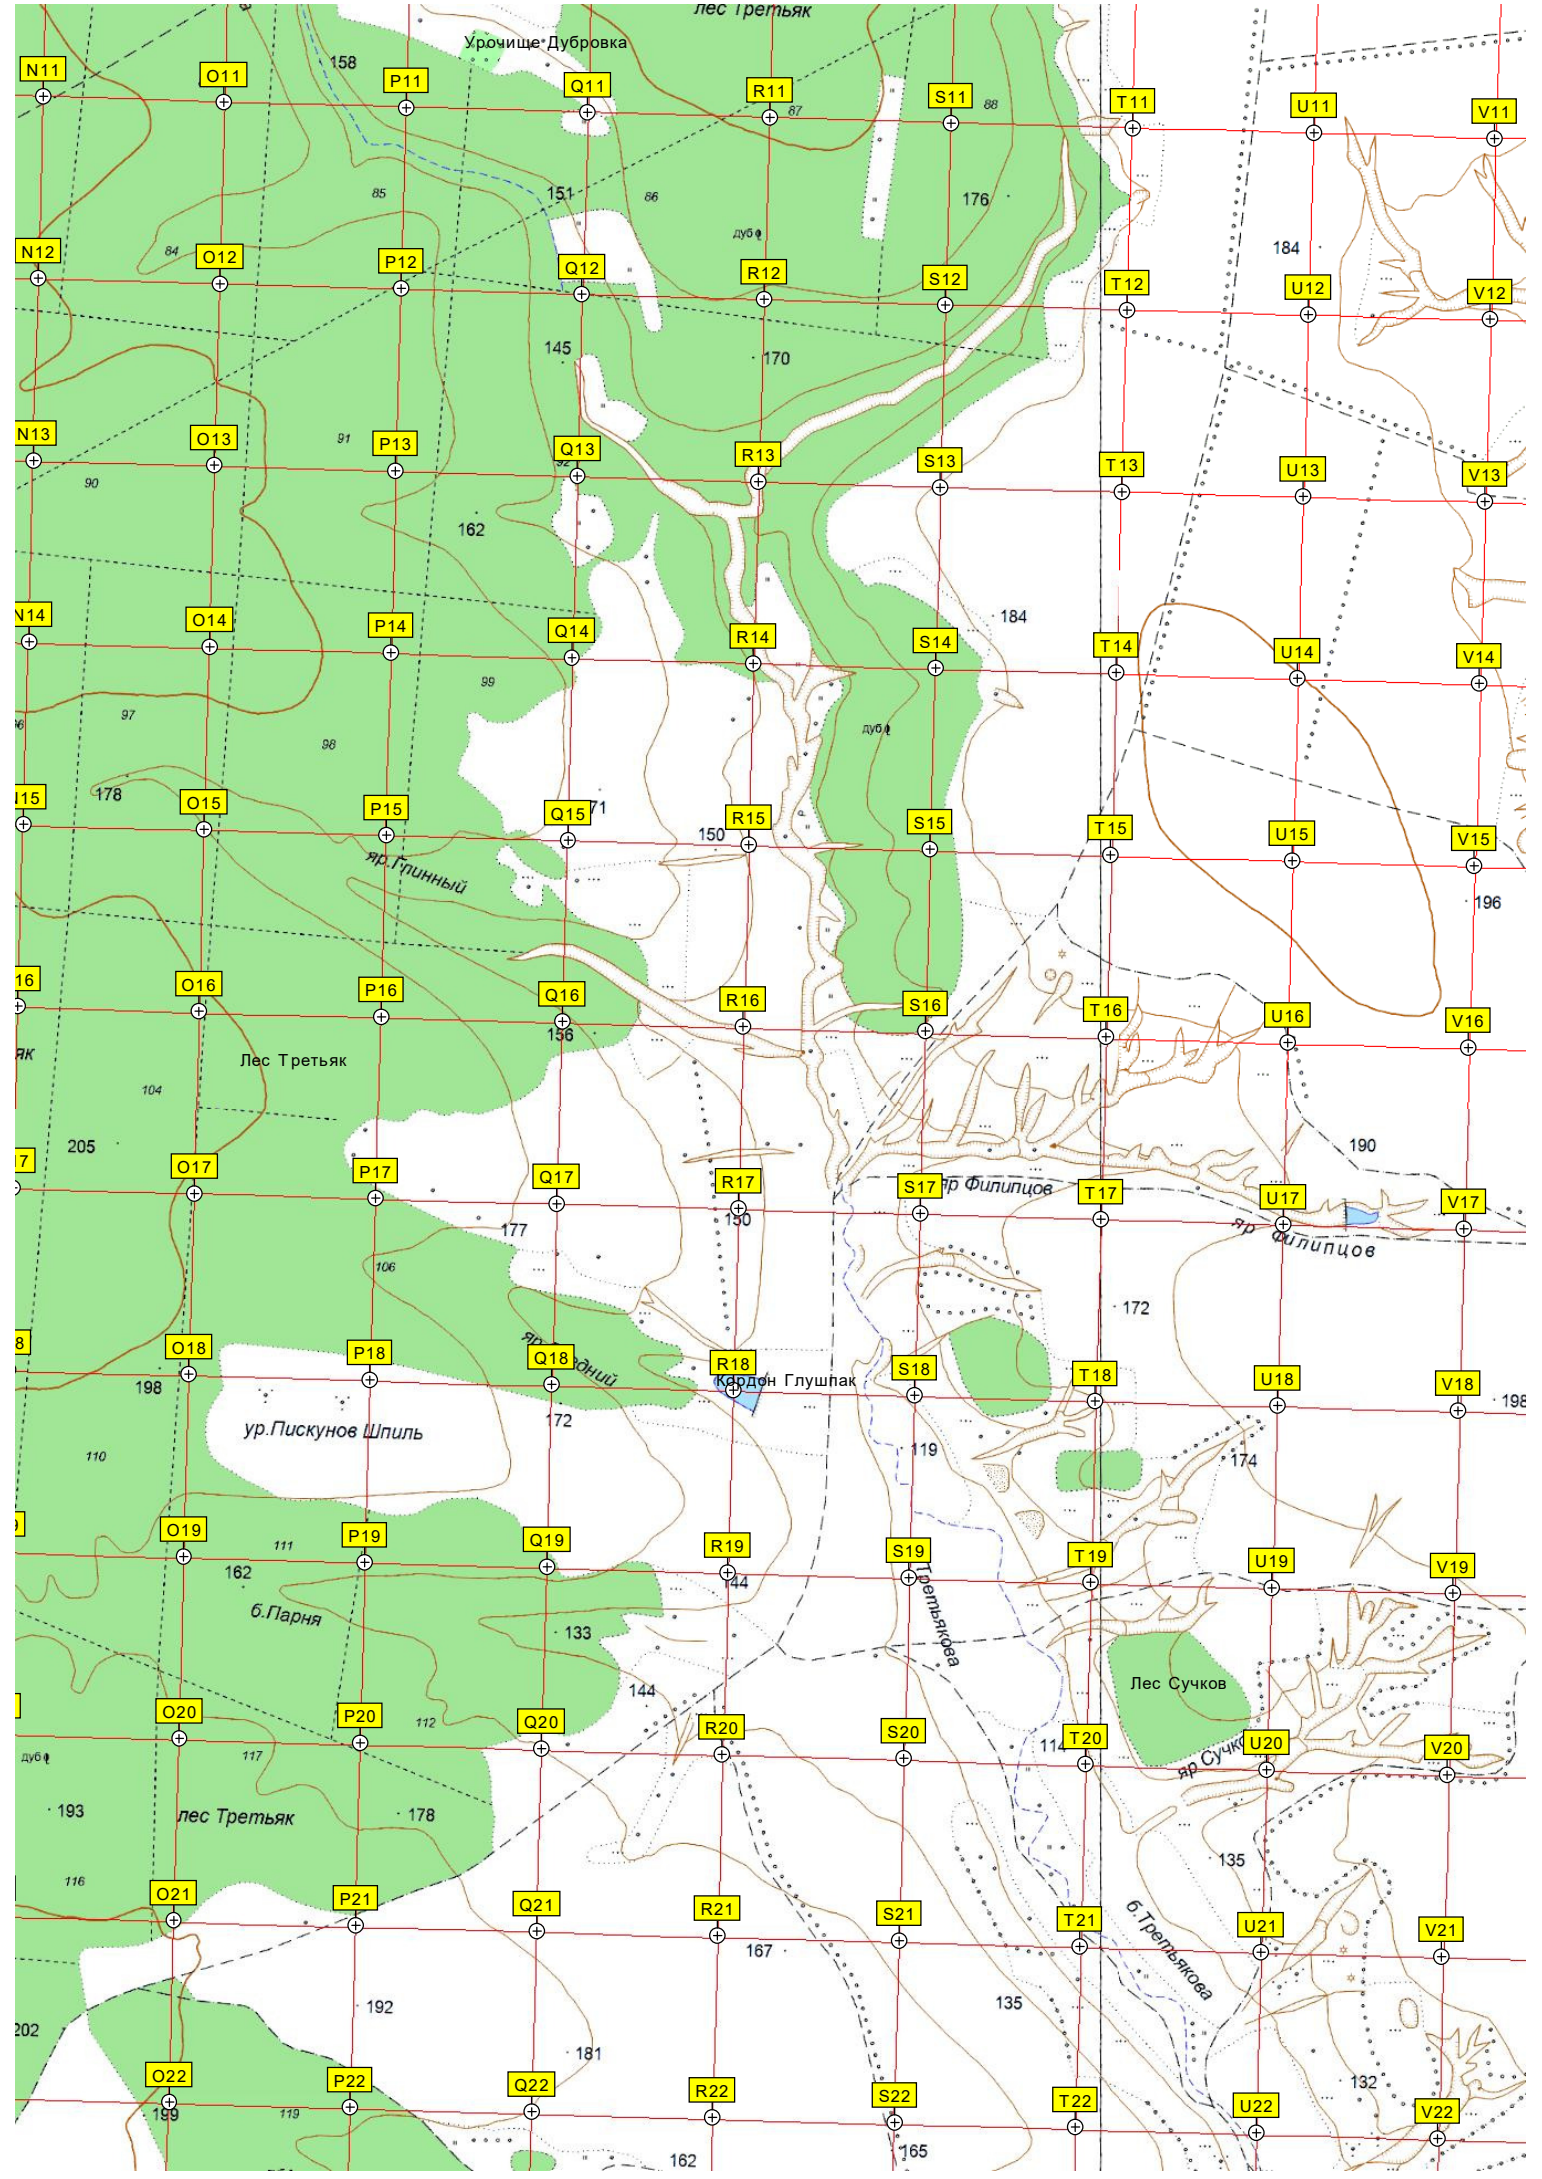 лес Третьяк
Урочище Дубровка
158
N11
O11
P11
Q11
R11
87
S11
88
T11
U11
V11
85
151
86
176
дуб
84
184
N12
O12
P12
Q12
R12
S12
T12
U12
V12
145
170
N13
O13
91
P13
Q13
92
R13
S13
T13
U13
V13
90
162
N14
O14
P14
Q14
R14
S14
184
T14
U14
V14
99
97
98
дуб
178
O15
P15
Q15
71
150
R15
S15
T15
U15
V15
яр.Глинный
196
16
O16
P16
Q16
R16
S16
T16
U16
V16
156
як
Лес Третьяк
104
205
190
17
O17
P17
Q17
R17
S17
яр Филипцов
T17
U17
V17
150
177
яр Филипцов
106
172
8
O18
P18
яр.
Q18
R18
S18
T18
U18
V18
Кордон Глушпак
198
198
172
ур.Пискунов Шпиль
119
174
110
O19
P19
Q19
R19
S19
T19
U19
V19
111
162
144
б.Парня
Третьякова
133
144
Лес Сучков
O20
P20
112
Q20
R20
S20
114
T20
U20
V20
дуб
117
яр Сучк
193
лес Третьяк
178
135
116
O21
P21
Q21
R21
S21
T21
U21
V21
б.Третьякова
167
192
135
202
181
132
O22
P22
Q22
R22
S22
T22
U22
V22
199
119
165
162